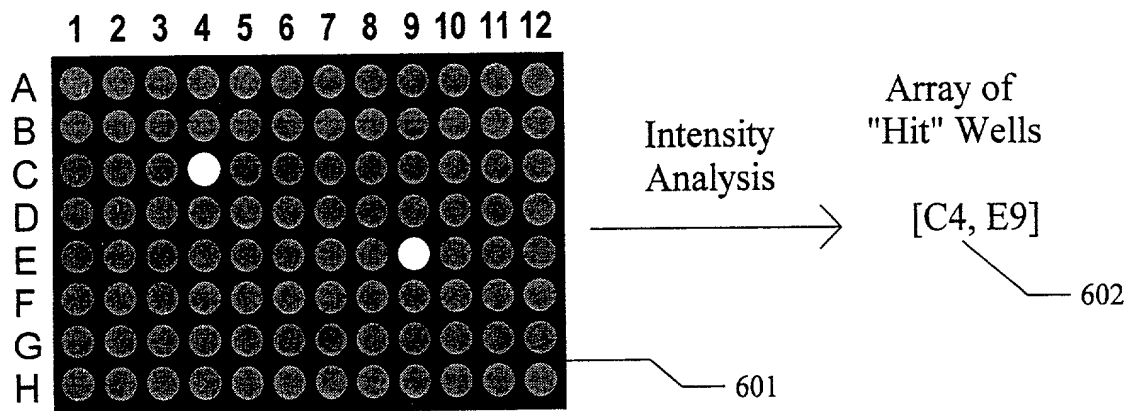 1 2 3 4 5 6 7 8 9 10 11 12
A
B
C
D
E
F
G
H
Intensity
Analysis
Array of
"Hit" Wells
[C4, E9]
602
601